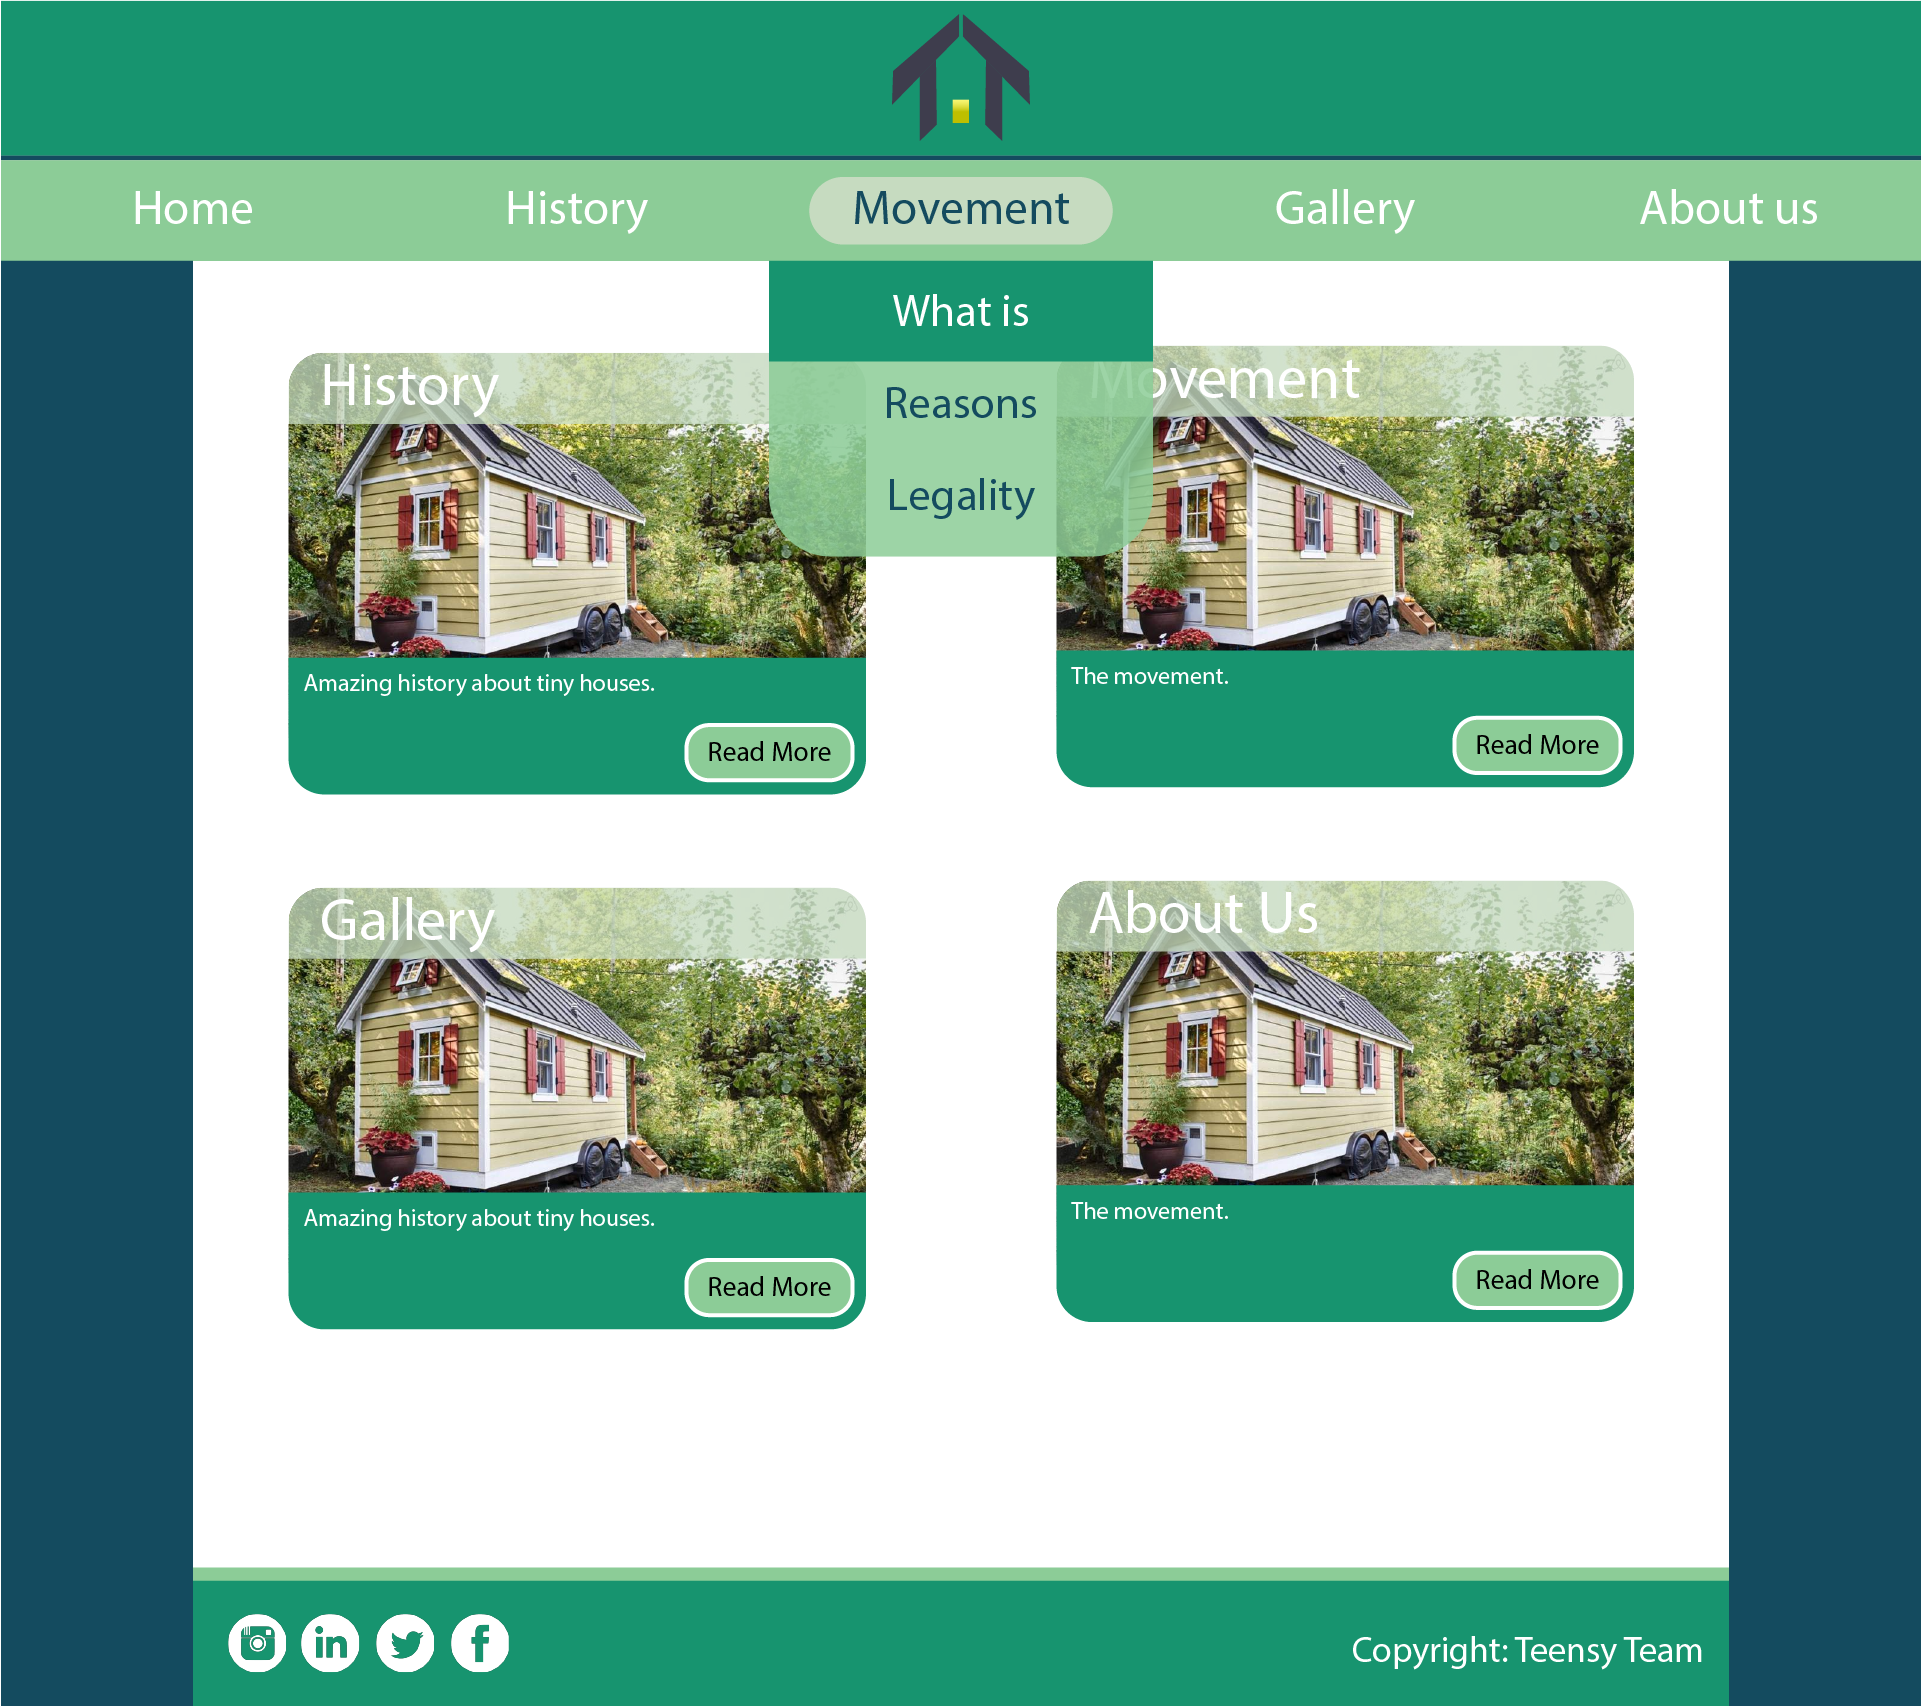 Home
History
Movement
Gallery
About us
What is
Reasons
Legality
History
Movement
Amazing history about tiny houses.
Read More
The movement.
Read More
Gallery
About Us
Amazing history about tiny houses.
Read More
The movement.
Read More
in
f
Copyright: Teensy Team